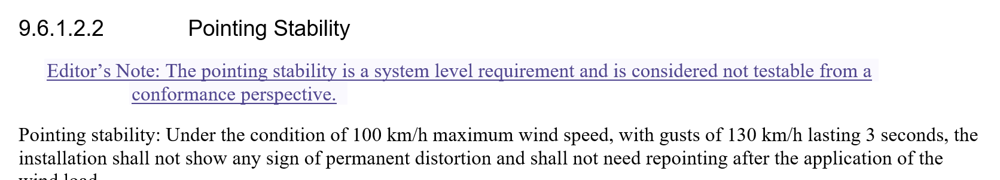 9.6.1.2.2 Pointing Stability
Editor’s Note: The pointing stability is a system level requirement and is considered not testable from a
conformance perspective.
Pointing stability: Under the condition of 100 km/h maximum wind speed, with gusts of 130 km/h lasting 3 seconds, the
installation shall not show any sign of permanent distortion and shall not need repointing after the application of the
wind load